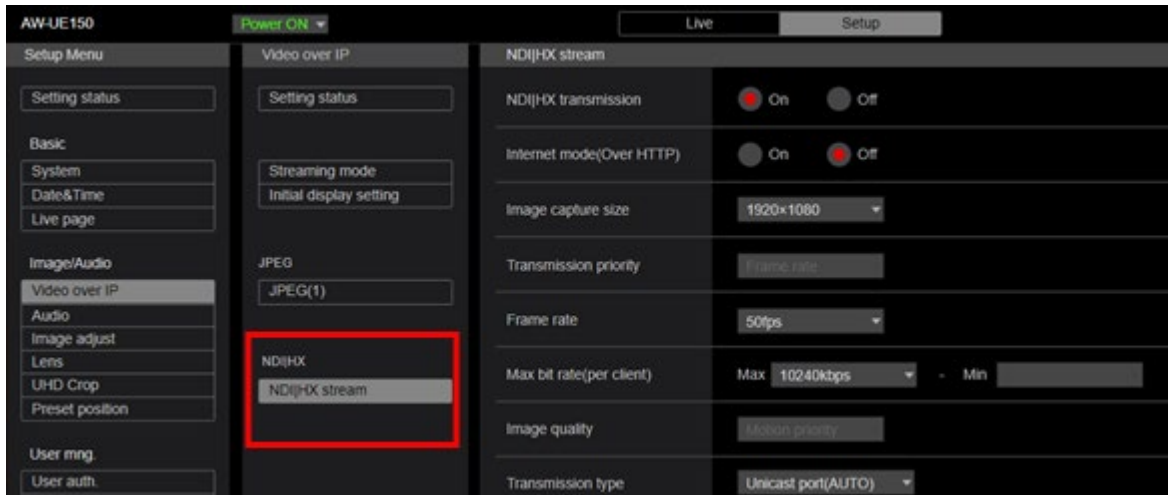 AW-UE150
Power ON
Live
Setup
Setup Menu
Setting status
Basic
System
Date&Time
Live page
Image/Audio
Video over IP
Audio
Image adjust
Lens
UHD Crop
Preset position
User mng.
User auth.
Video over IP
Setting status
Streaming mode
Initial display setting
JPEG
JPEG(1)
NDI|HX
NDI|HX stream
NDI|HX stream
NDI|HX transmission
On
Off
Internet mode(Over HTTP)
On
Off
Image capture size
1920×1080
Transmission priority
Frame rate
Frame rate
50fps
Max bit rate(per client)
Max 10240kbps - Min
Image quality
Motion priority
Transmission type
Unicast port(AUTO)